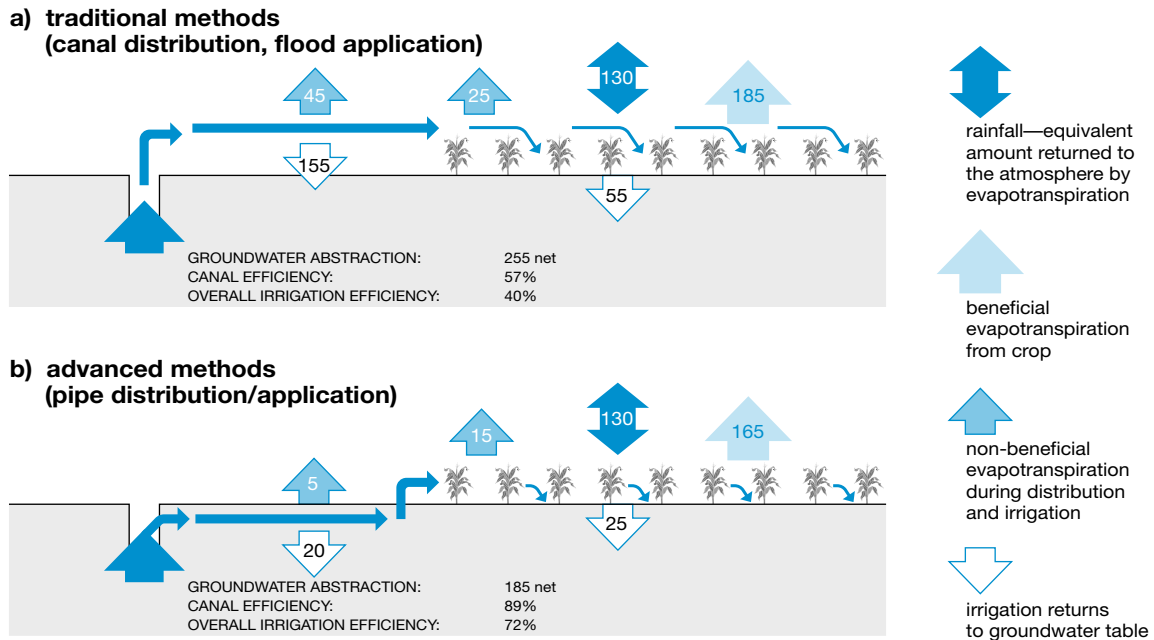 a) traditional methods
(canal distribution, flood application)
45
25
130
185
155
55
GROUNDWATER ABSTRACTION: 255 net
CANAL EFFICIENCY: 57%
OVERALL IRRIGATION EFFICIENCY: 40%
b) advanced methods
(pipe distribution/application)
15
130
165
5
20
25
GROUNDWATER ABSTRACTION: 185 net
CANAL EFFICIENCY: 89%
OVERALL IRRIGATION EFFICIENCY: 72%
rainfall—equivalent
amount returned to
the atmosphere by
evapotranspiration
beneficial
evapotranspiration
from crop
non-beneficial
evapotranspiration
during distribution
and irrigation
irrigation returns
to groundwater table